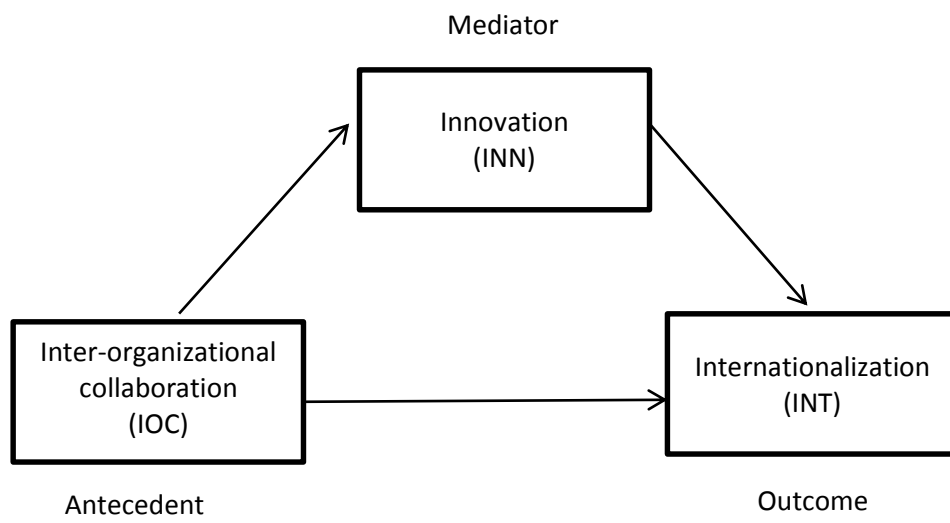 Mediator
Innovation
(INN)
Inter-organizational
collaboration
(IOC)
Internationalization
(INT)
Antecedent
Outcome